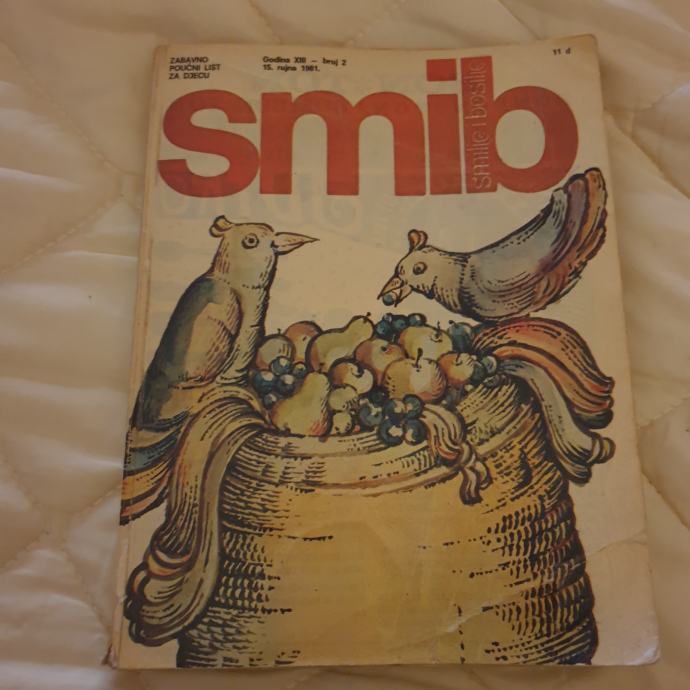 ZABAVNO
POUČNI LIST
ZA DJECU
Godina XIII — broj 2
15. rujna 1981.
11 d
smib
smilje i bosilje